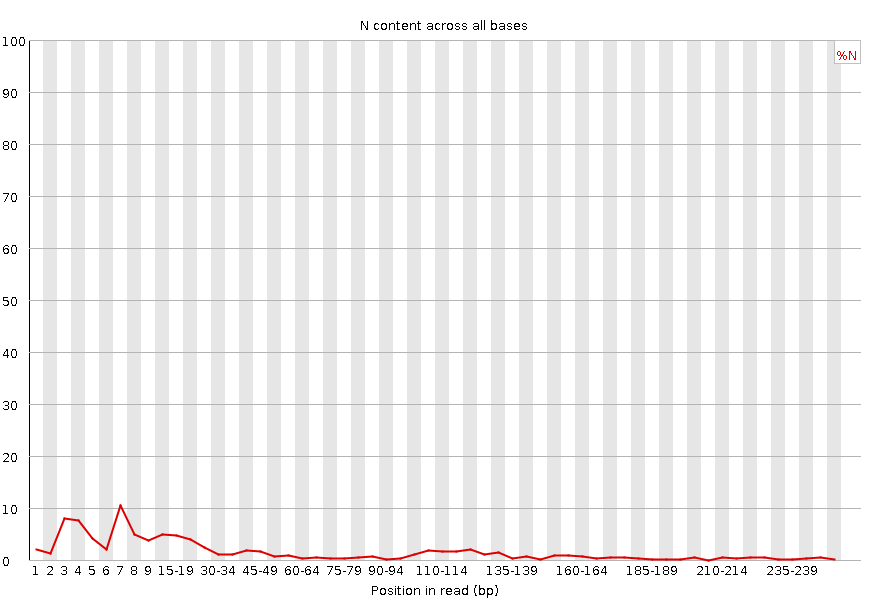 N content across all bases
%N
100
90
80
70
60
50
40
30
20
10
0
1 2 3 4 5 6 7 8 9 15-19 30-34 45-49 60-64 75-79 90-94 110-114 135-139 160-164 185-189 210-214 235-239
Position in read (bp)